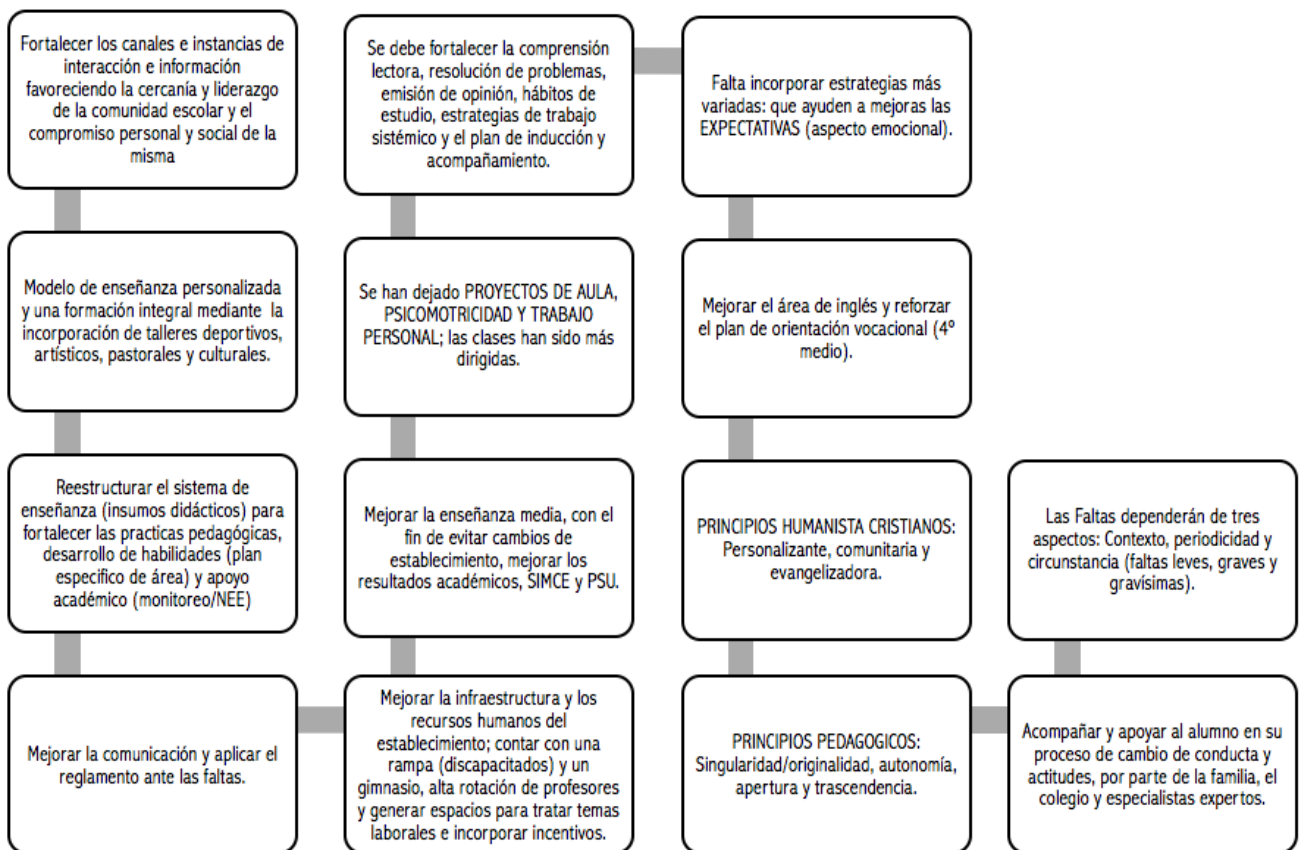 Fortalecer los canales e instancias de
interacción e información
favoreciendo la cercanía y liderazgo
de la comunidad escolar y el
compromiso personal y social de la
misma
Modelo de enseñanza personalizada
y una formación integral mediante la
incorporación de talleres deportivos,
artísticos, pastorales y culturales.
Reestructurar el sistema de
enseñanza (insumos didácticos) para
fortalecer las practicas pedagógicas,
desarrollo de habilidades (plan
especifico de área) y apoyo
académico (monitoreo/NEE)
Mejorar la comunicación y aplicar el
reglamento ante las faltas.
Mejorar la infraestructura y los
recursos humanos del
establecimiento; contar con una
rampa (discapacitados) y un
gimnasio, alta rotación de profesores
y generar espacios para tratar temas
laborales e incorporar incentivos.
Mejorar la enseñanza media, con el
fin de evitar cambios de
establecimiento, mejorar los
resultados académicos, SIMCE y PSU.
Se han dejado PROYECTOS DE AULA,
PSICOMOTRICIDAD Y TRABAJO
PERSONAL; las clases han sido más
dirigidas.
Se debe fortalecer la comprensión
lectora, resolución de problemas,
emisión de opinión, hábitos de
estudio, estrategias de trabajo
sistémico y el plan de inducción y
acompañamiento.
Falta incorporar estrategias más
variadas: que ayuden a mejoras las
EXPECTATIVAS (aspecto emocional).
Mejorar el área de inglés y reforzar
el plan de orientación vocacional (4º
medio).
PRINCIPIOS HUMANISTA CRISTIANOS:
Personalizante, comunitaria y
evangelizadora.
PRINCIPIOS PEDAGOGICOS:
Singularidad/originalidad, autonomía,
apertura y trascendencia.
Acompañar y apoyar al alumno en su
proceso de cambio de conducta y
actitudes, por parte de la familia, el
colegio y especialistas expertos.
Las Faltas dependerán de tres
aspectos: Contexto, periodicidad y
circunstancia (faltas leves, graves y
gravísimas).